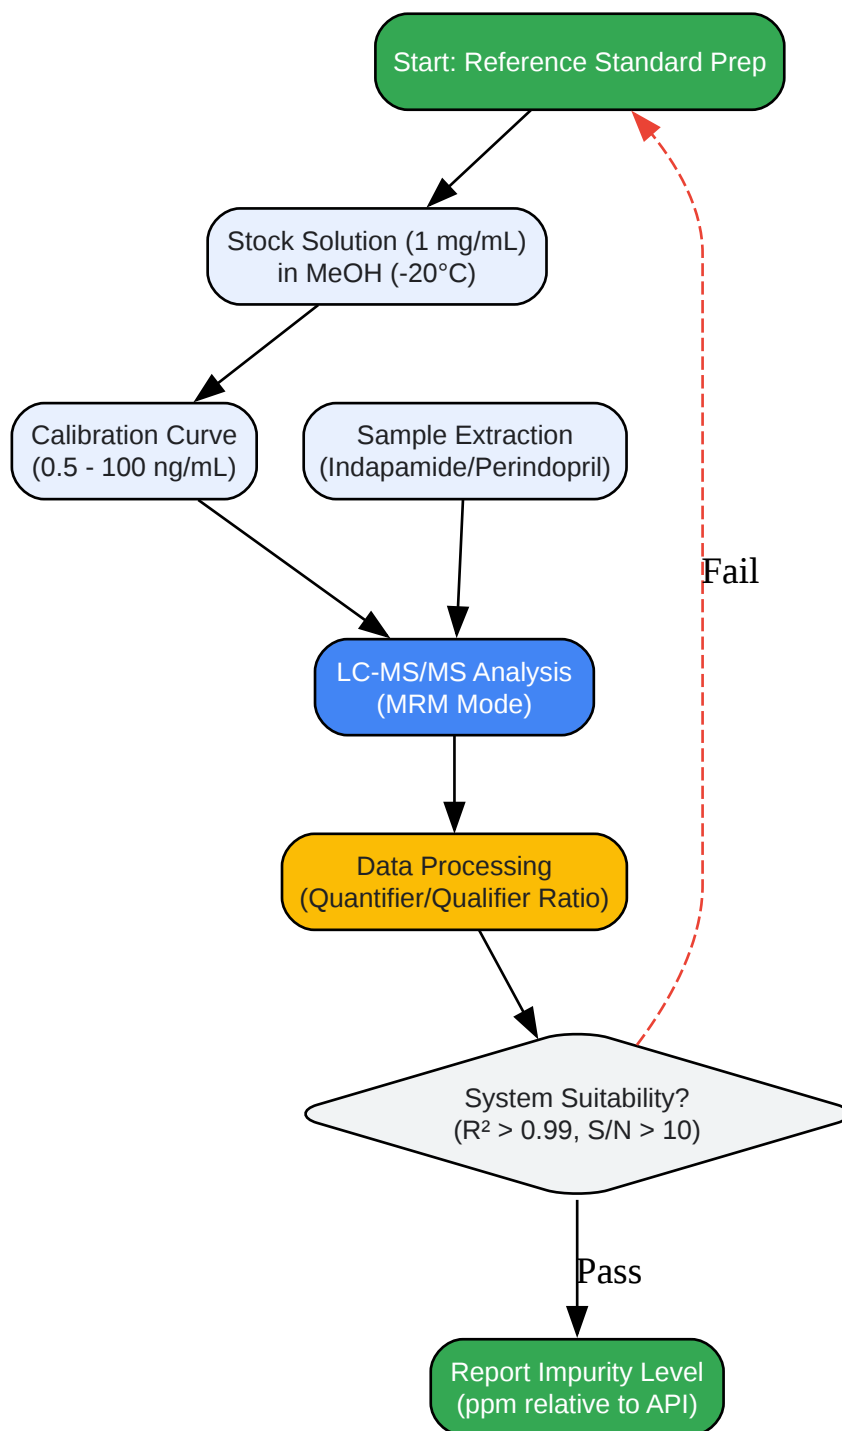 Start: Reference Standard Prep
Stock Solution (1 mg/mL)
in MeOH (-20°C)
Calibration Curve
(0.5 - 100 ng/mL)
Sample Extraction
(Indapamide/Perindopril)
Fail
LC-MS/MS Analysis
(MRM Mode)
Data Processing
(Quantifier/Qualifier Ratio)
System Suitability?
(R² > 0.99, S/N > 10)
Pass
Report Impurity Level
(ppm relative to API)